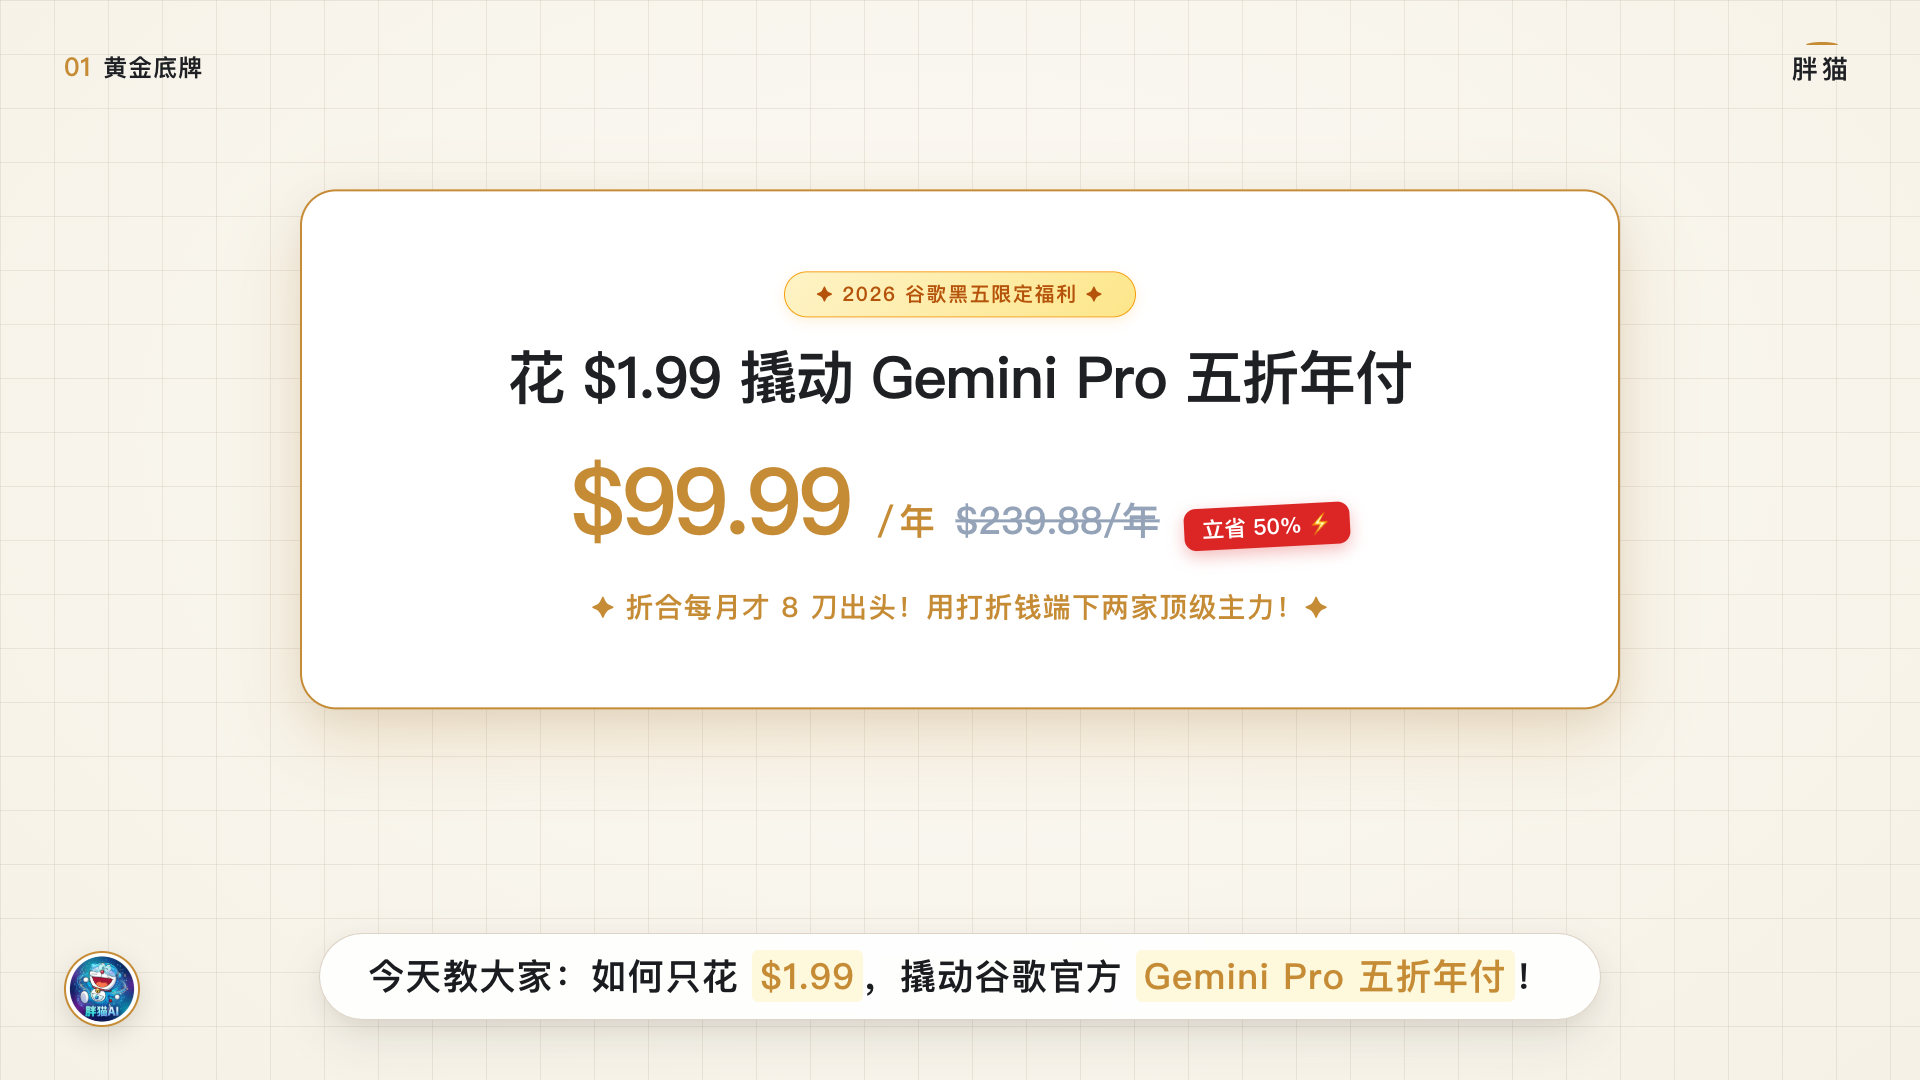 01 黄金底牌
胖猫
✦ 2026 谷歌黑五限定福利 ✦
花 $1.99 撬动 Gemini Pro 五折年付
$99.99 / 年 $239.88/年 立省 50% ⚡
✦ 折合每月才 8 刀出头！用打折钱端下两家顶级主力！ ✦
今天教大家：如何只花 $1.99，撬动谷歌官方 Gemini Pro 五折年付！
胖猫AI